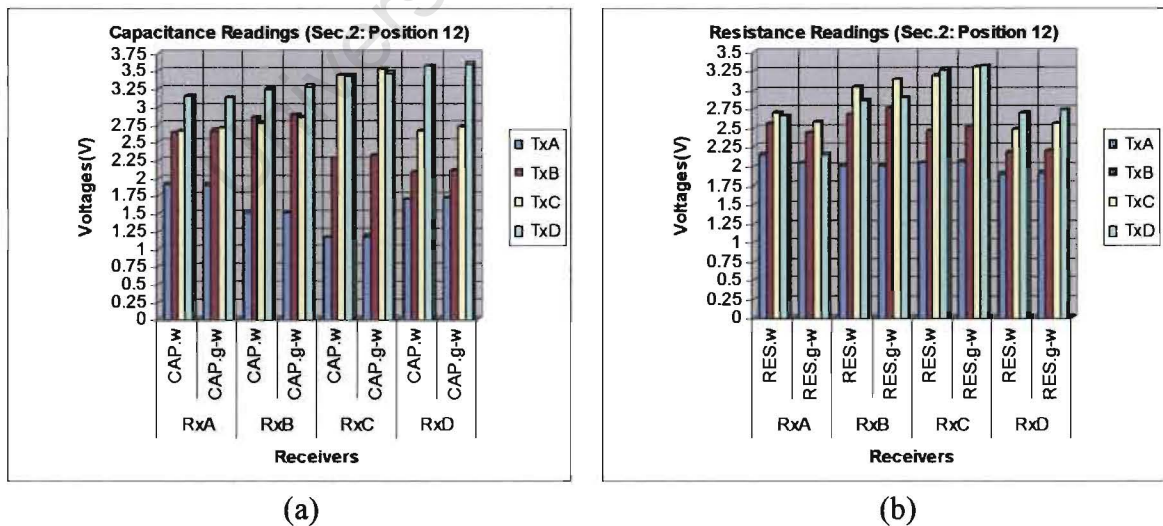 Capacitance Readings (Sec.2: Position 12)
Voltages(V)
3.75
3.5
3.25
3
2.75
2.5
2.25
2
1.75
1.5
1.25
1
0.75
0.5
0.25
0
CAP.w
CAP.g-w
CAP.w
CAP.g-w
CAP.w
CAP.g-w
CAP.w
CAP.g-w
RxA RxB RxC RxD
Receivers
TxA
TxB
TxC
TxD
(a)
Resistance Readings (Sec.2: Position 12)
Voltages(V)
3.5
3.25
3
2.75
2.5
2.25
2
1.75
1.5
1.25
1
0.75
0.5
0.25
0
RES.w
RES.g-w
RES.w
RES.g-w
RES.w
RES.g-w
RES.w
RES.g-w
RxA RxB RxC RxD
Receivers
TxA
TxB
TxC
TxD
(b)